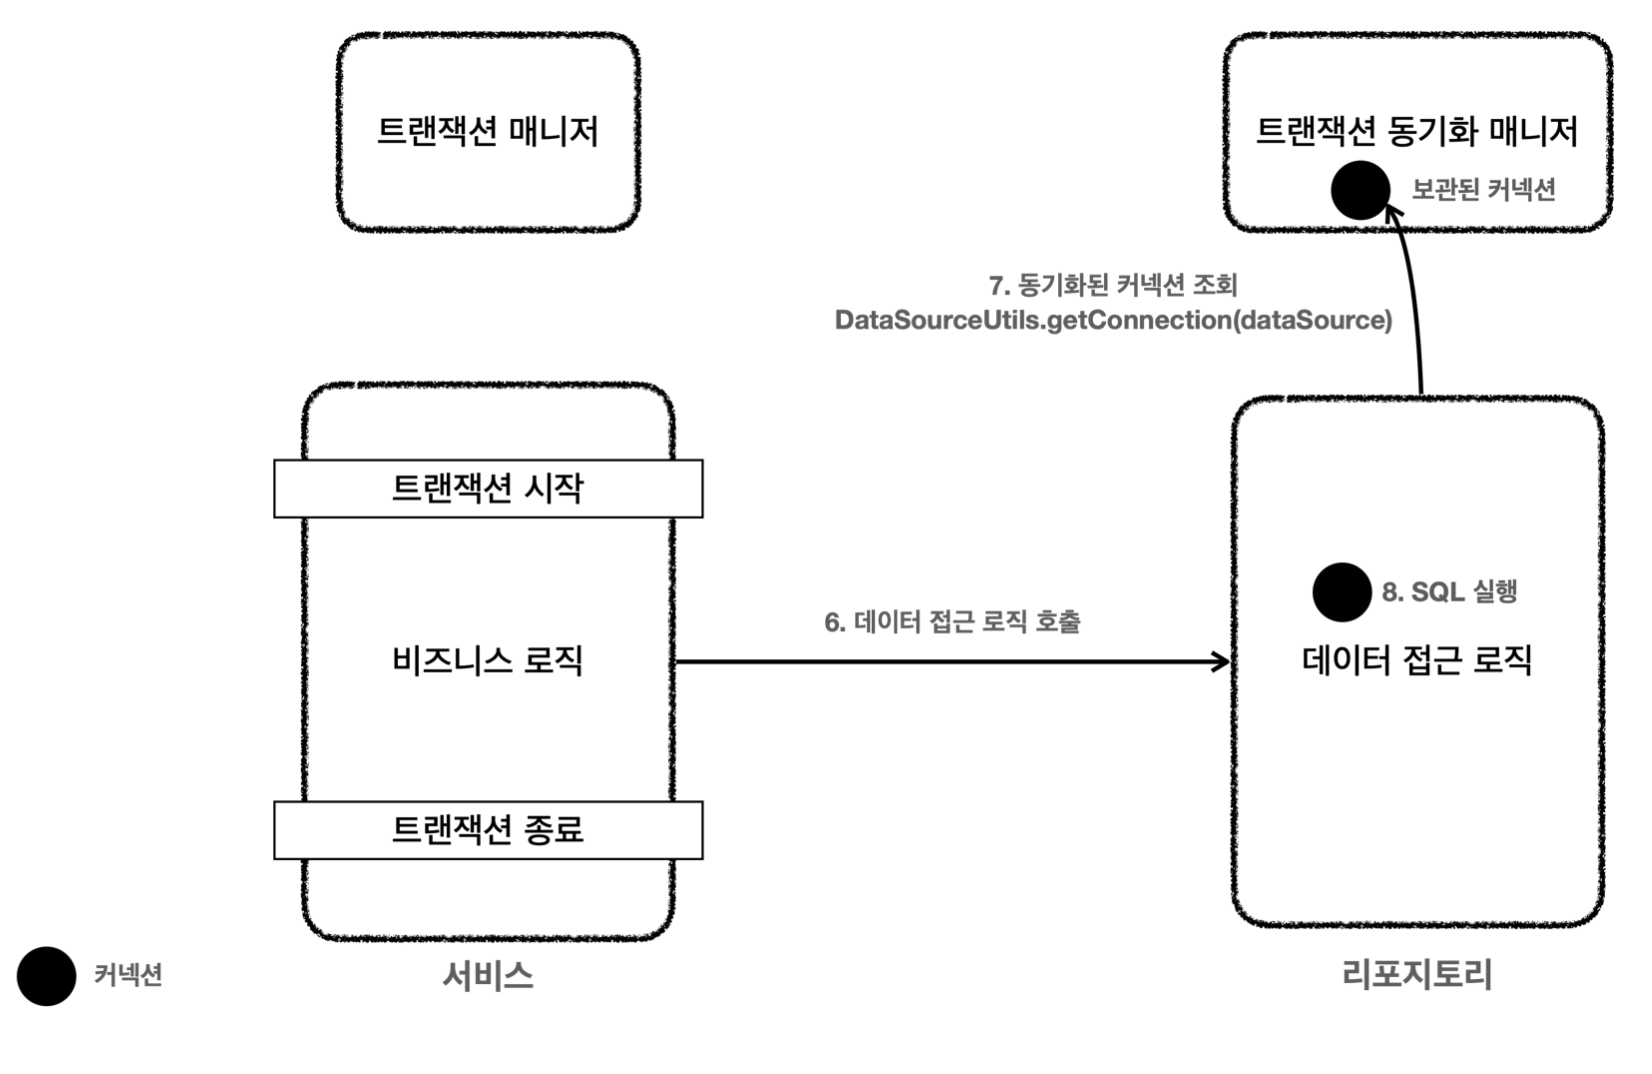 트랜잭션 매니저
트랜잭션 동기화 매니저
보관된 커넥션
7. 동기화된 커넥션 조회
DataSourceUtils.getConnection(dataSource)
트랜잭션 시작
8. SQL 실행
6. 데이터 접근 로직 호출
비즈니스 로직
데이터 접근 로직
트랜잭션 종료
커넥션
서비스
리포지토리